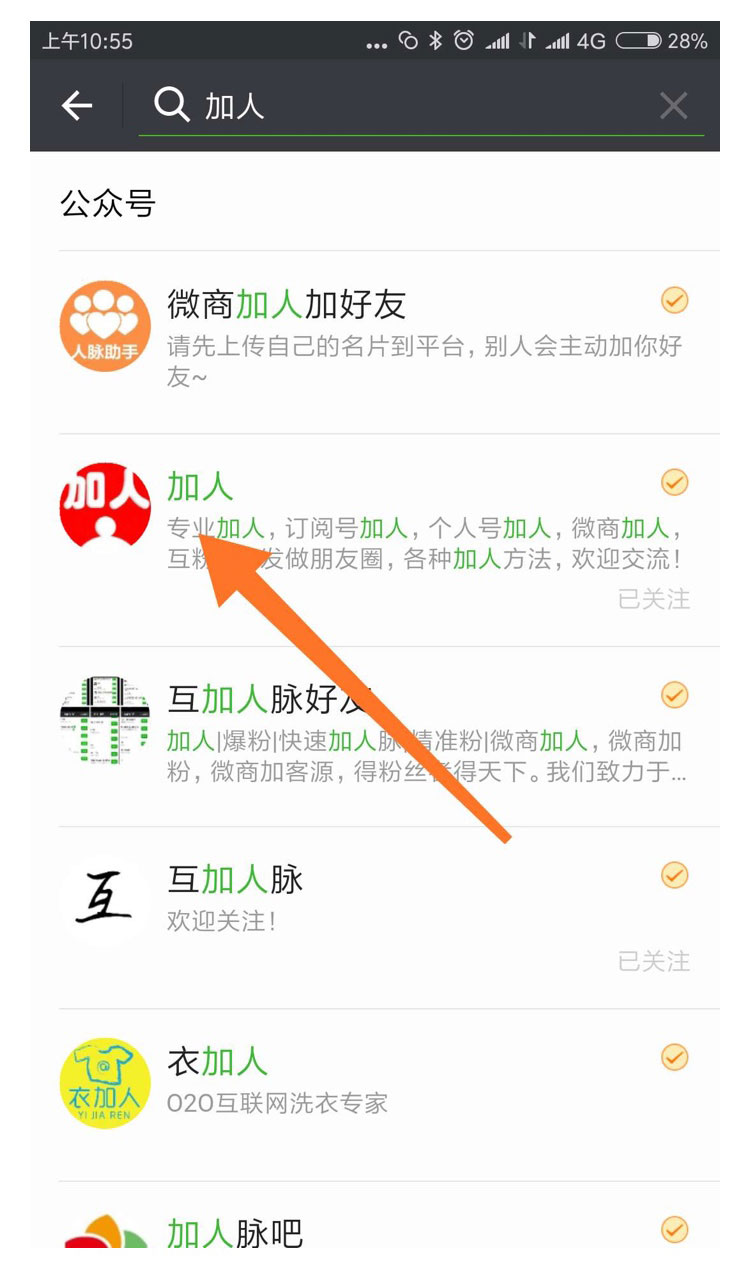 上午10:55
4G
28%
加人
公众号
人脉助手
微商加人加好友
请先上传自己的名片到平台，别人会主动加你好
友~
加人
加人
专业加人，订阅号加人，个人号加人，微商加人，
互粉 发做朋友圈，各种加人方法，欢迎交流！
已关注
互加人脉好友
加人|爆粉|快速加人脉|精准粉|微商加人，微商加
粉，微商加客源，得粉丝者得天下。我们致力于...
互
互加人脉
欢迎关注！
已关注
衣加人
YI JIA REN
衣加人
O2O互联网洗衣专家
加人脉吧